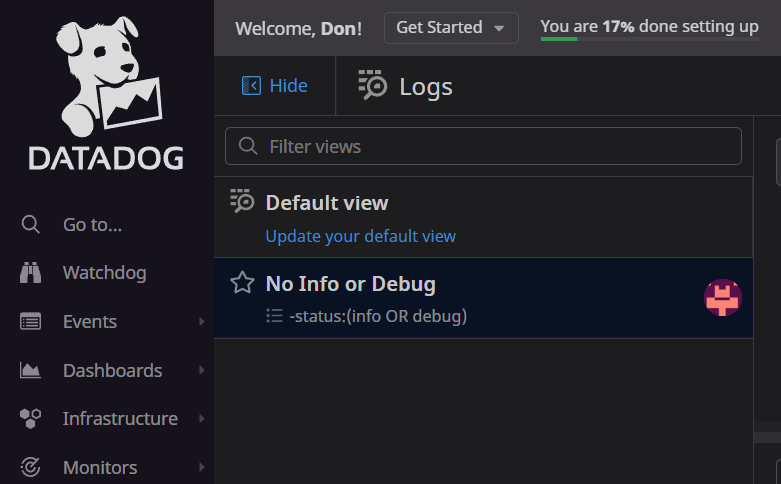 DATADOG
Go to...
Watchdog
Events
Dashboards
Infrastructure
Monitors
Welcome, Don!
Get Started
You are 17% done setting up
Hide
Logs
Filter views
Default view
Update your default view
No Info or Debug
-status:(info OR debug)